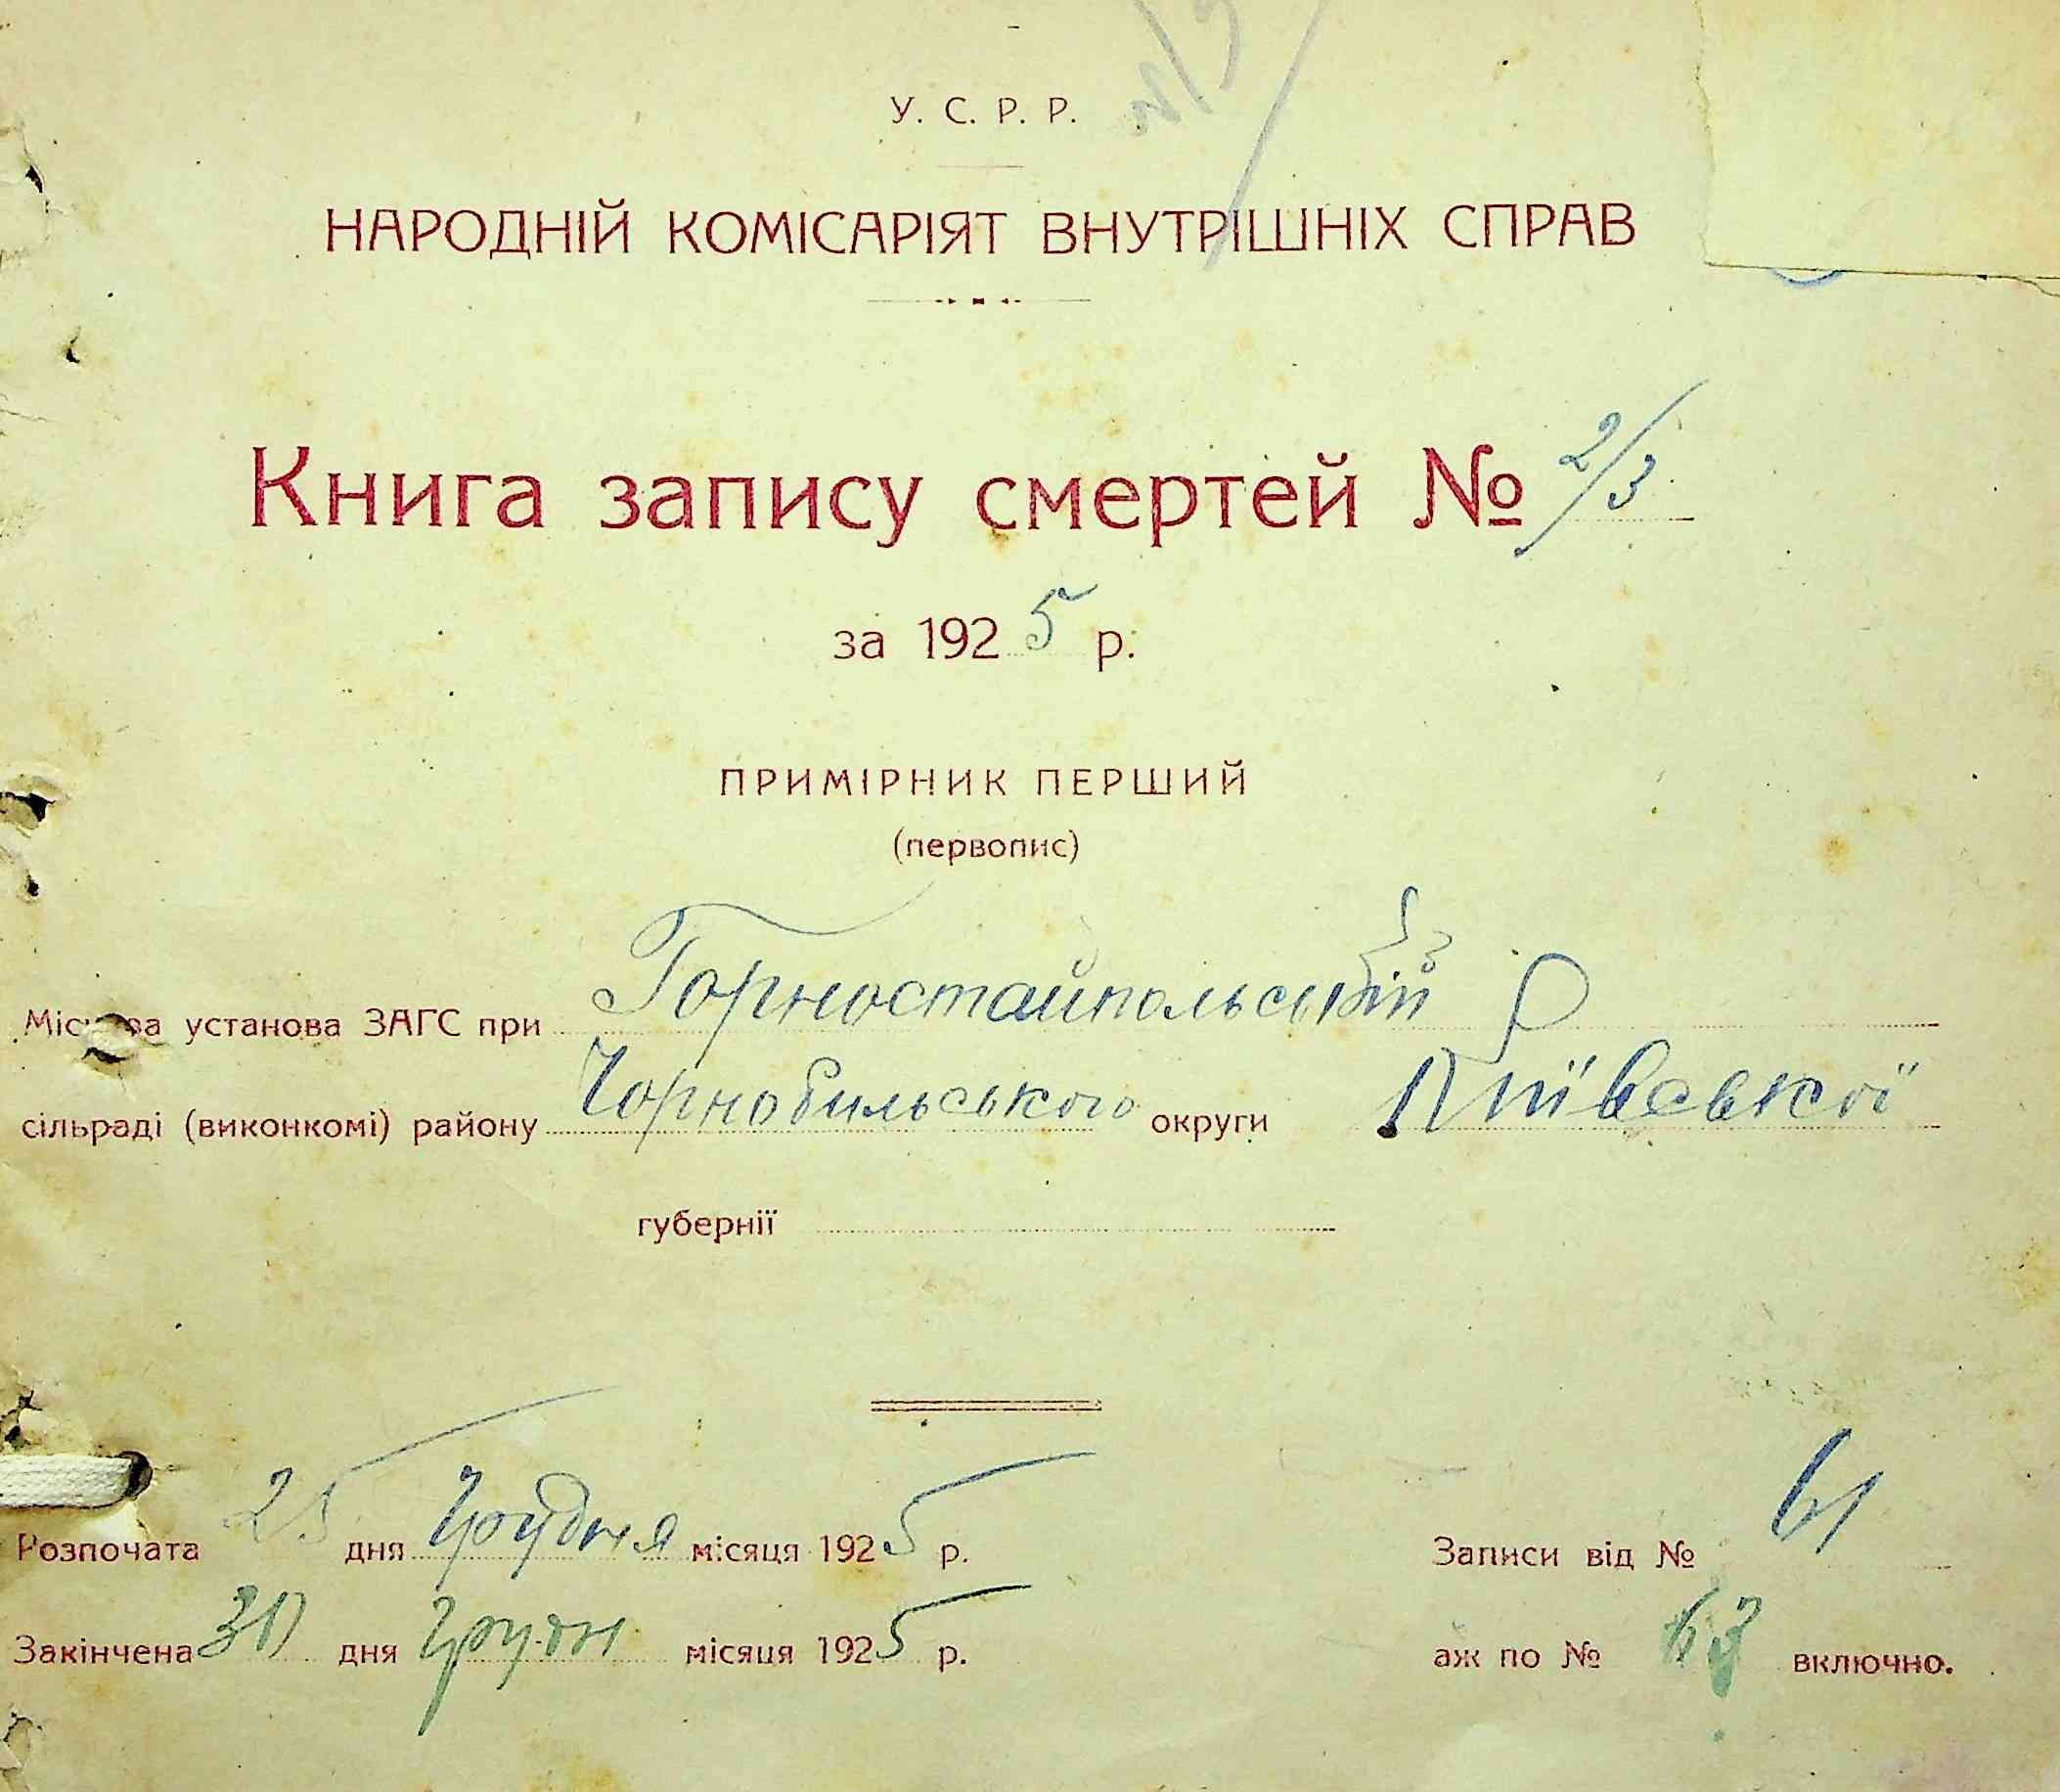 У. С. Р. Р.
НАРОДНІЙ КОМІСАРІЯТ ВНУТРІШНІХ СПРАВ
Книга запису смертей № 2/3
за 1925 р.
ПРИМІРНИК ПЕРШИЙ
(первопис)
Місцева установа ЗАГС при Горностайпольській
сільраді (виконкомі) району Чорнобильського округи Київської
губернії
Розпочата 25 дня Грудня місяця 1925 р. Записи від № 61
Закінчена 30 дня Грудн місяця 1925 р. аж по № 63 включно.